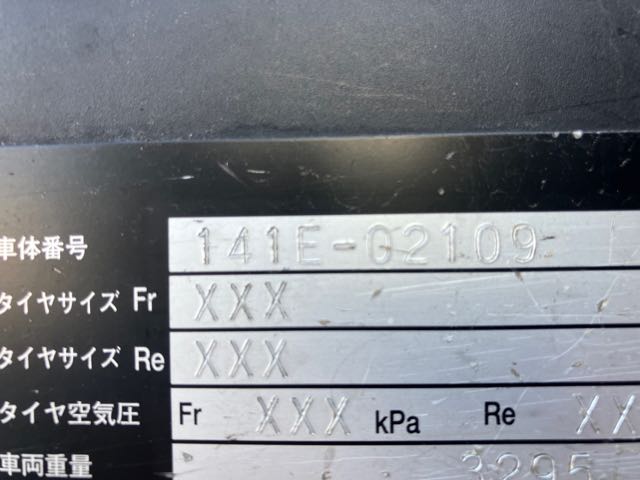 車体番号 141E-02109
タイヤサイズ Fr XXX
タイヤサイズ Re XXX
タイヤ空気圧 Fr XXX kPa Re XX
車両重量 3295